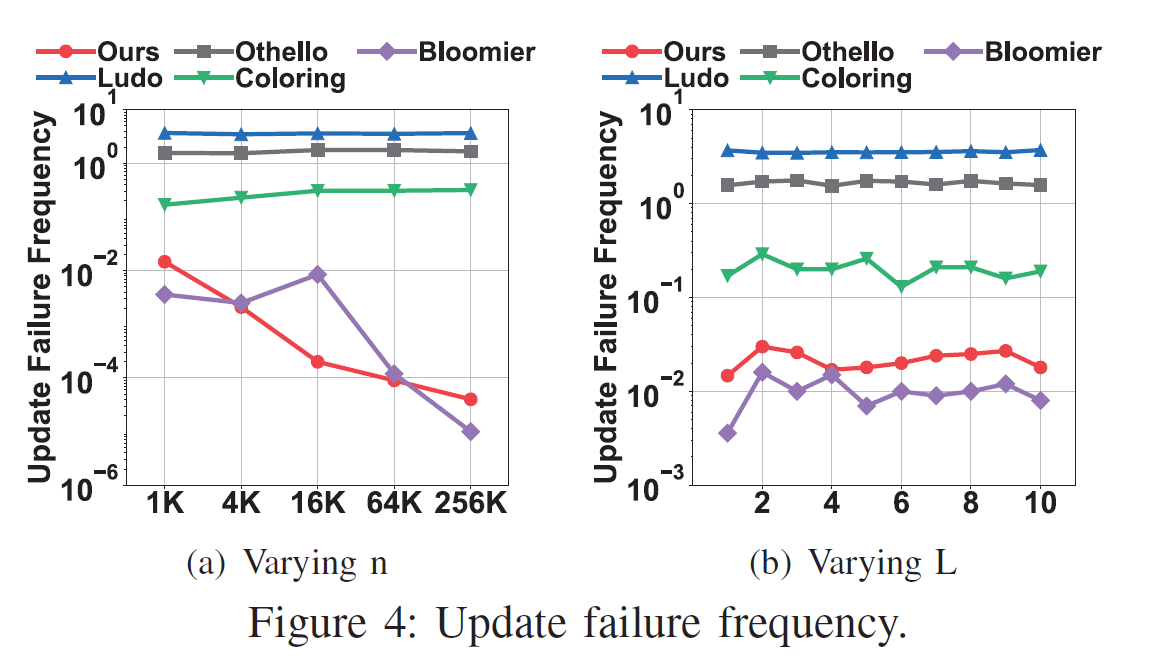 Ours Othello Bloomier
Ludo Coloring
Update Failure Frequency
10^1
10^0
10^−2
10^−4
10^−6
1K 4K 16K 64K 256K
(a) Varying n
Ours Othello Bloomier
Ludo Coloring
Update Failure Frequency
10^1
10^0
10^−1
10^−2
10^−3
2 4 6 8 10
(b) Varying L
Figure 4: Update failure frequency.